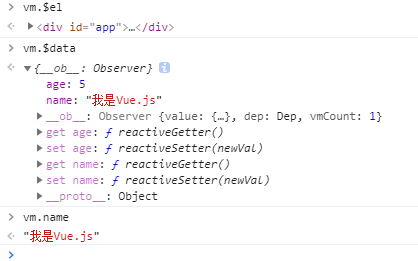 vm.$el
<div id="app">…</div>
vm.$data
{__ob__: Observer}
age: 5
name: "我是Vue.js"
__ob__: Observer {value: {…}, dep: Dep, vmCount: 1}
get age: ƒ reactiveGetter()
set age: ƒ reactiveSetter(newVal)
get name: ƒ reactiveGetter()
set name: ƒ reactiveSetter(newVal)
__proto__: Object
vm.name
"我是Vue.js"